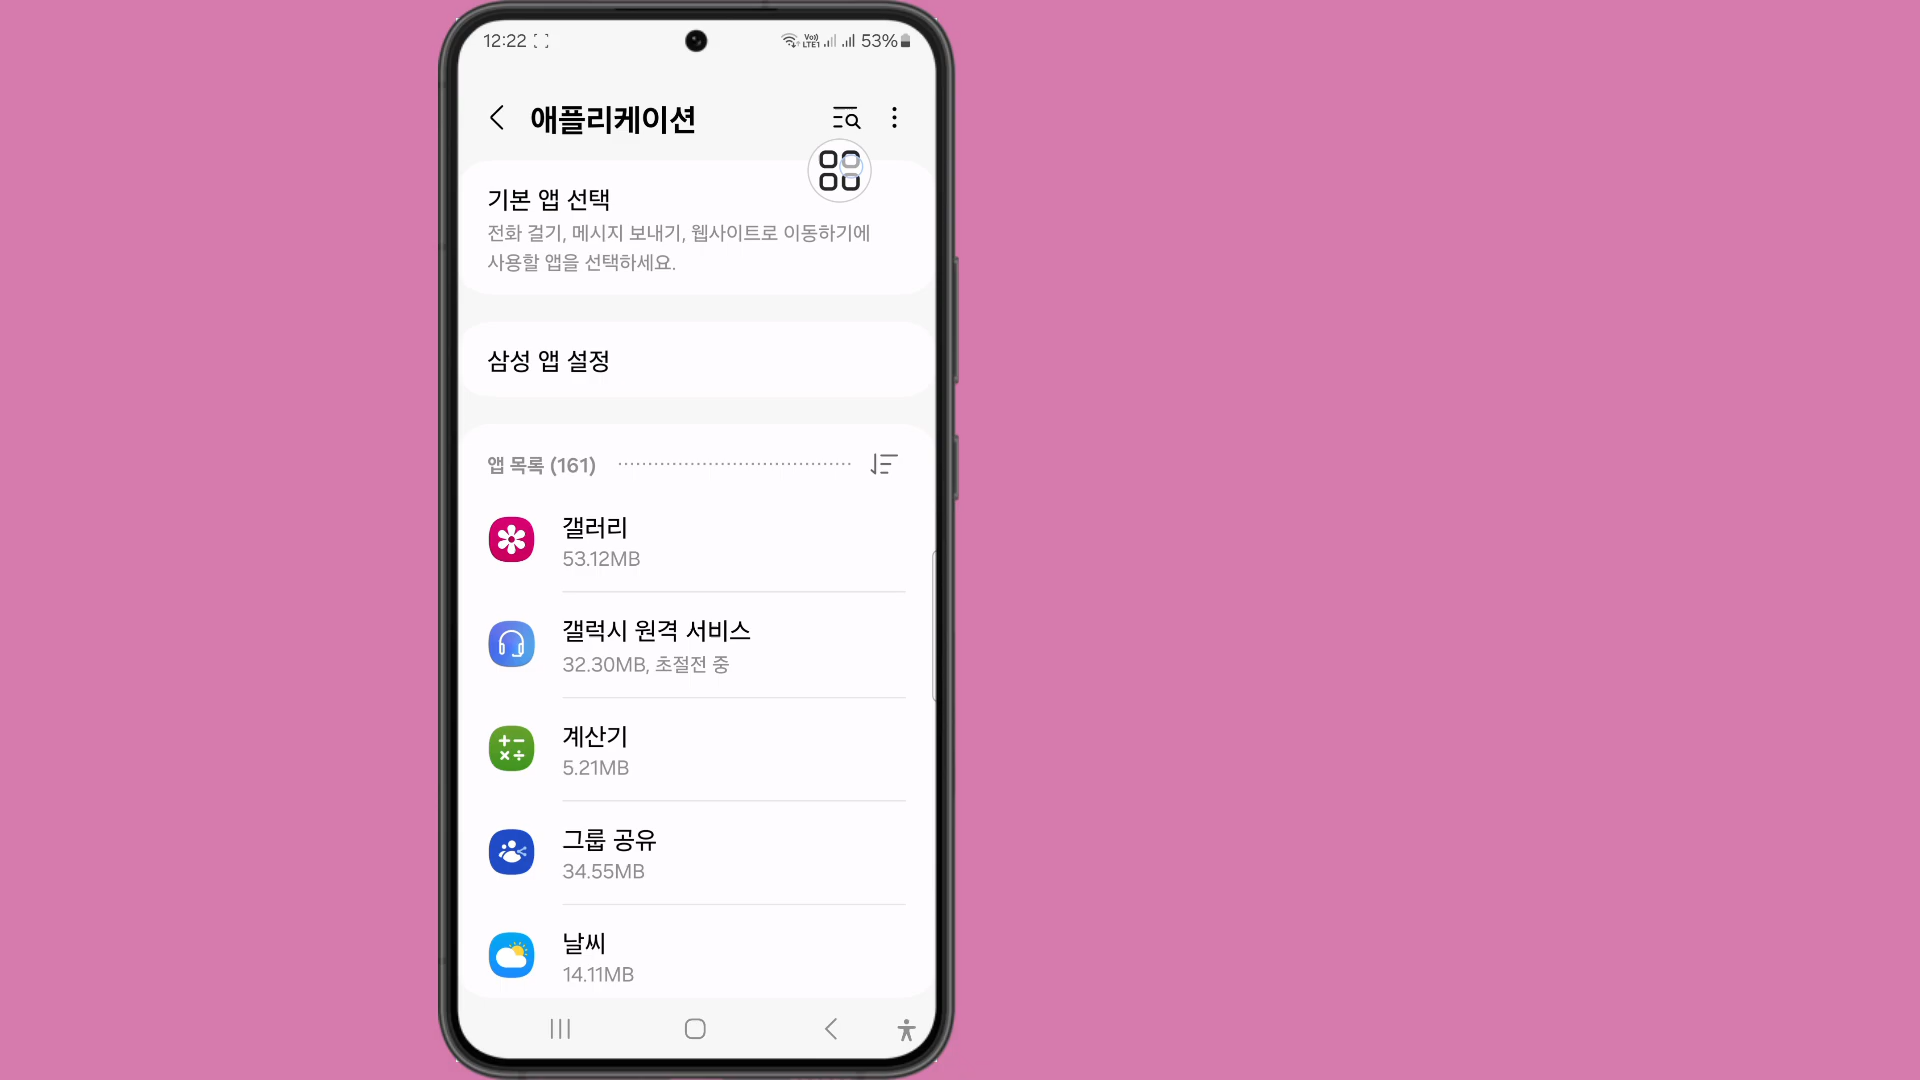 12:22
Vo)) LTE1 53%
애플리케이션
기본 앱 선택
전화 걸기, 메시지 보내기, 웹사이트로 이동하기에
사용할 앱을 선택하세요.
삼성 앱 설정
앱 목록 (161)
갤러리
53.12MB
갤럭시 원격 서비스
32.30MB, 초절전 중
계산기
5.21MB
그룹 공유
34.55MB
날씨
14.11MB